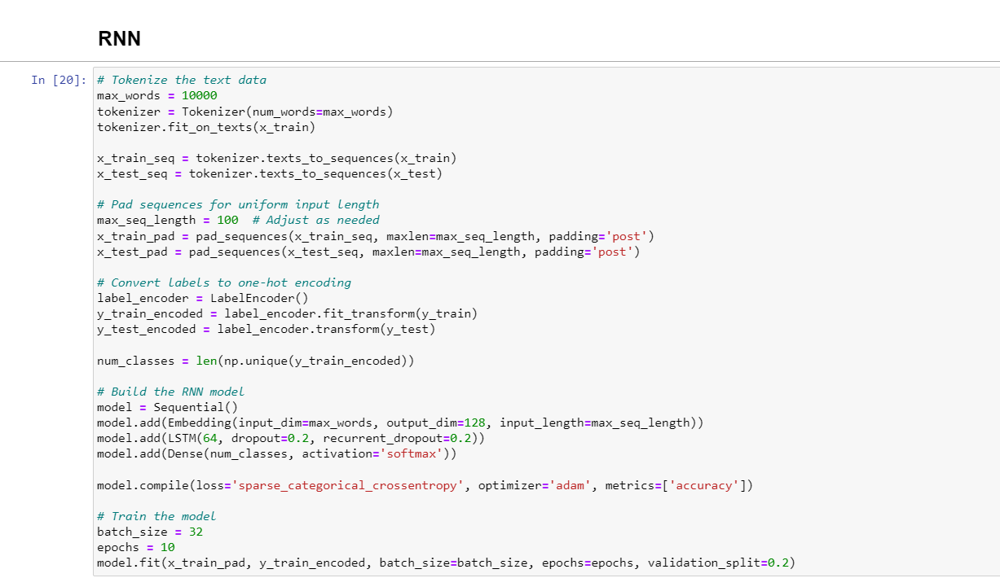 RNN
In [20]: # Tokenize the text data
max_words = 10000
tokenizer = Tokenizer(num_words=max_words)
tokenizer.fit_on_texts(x_train)
x_train_seq = tokenizer.texts_to_sequences(x_train)
x_test_seq = tokenizer.texts_to_sequences(x_test)
# Pad sequences for uniform input length
max_seq_length = 100  # Adjust as needed
x_train_pad = pad_sequences(x_train_seq, maxlen=max_seq_length, padding='post')
x_test_pad = pad_sequences(x_test_seq, maxlen=max_seq_length, padding='post')
# Convert labels to one-hot encoding
label_encoder = LabelEncoder()
y_train_encoded = label_encoder.fit_transform(y_train)
y_test_encoded = label_encoder.transform(y_test)
num_classes = len(np.unique(y_train_encoded))
# Build the RNN model
model = Sequential()
model.add(Embedding(input_dim=max_words, output_dim=128, input_length=max_seq_length))
model.add(LSTM(64, dropout=0.2, recurrent_dropout=0.2))
model.add(Dense(num_classes, activation='softmax'))
model.compile(loss='sparse_categorical_crossentropy', optimizer='adam', metrics=['accuracy'])
# Train the model
batch_size = 32
epochs = 10
model.fit(x_train_pad, y_train_encoded, batch_size=batch_size, epochs=epochs, validation_split=0.2)